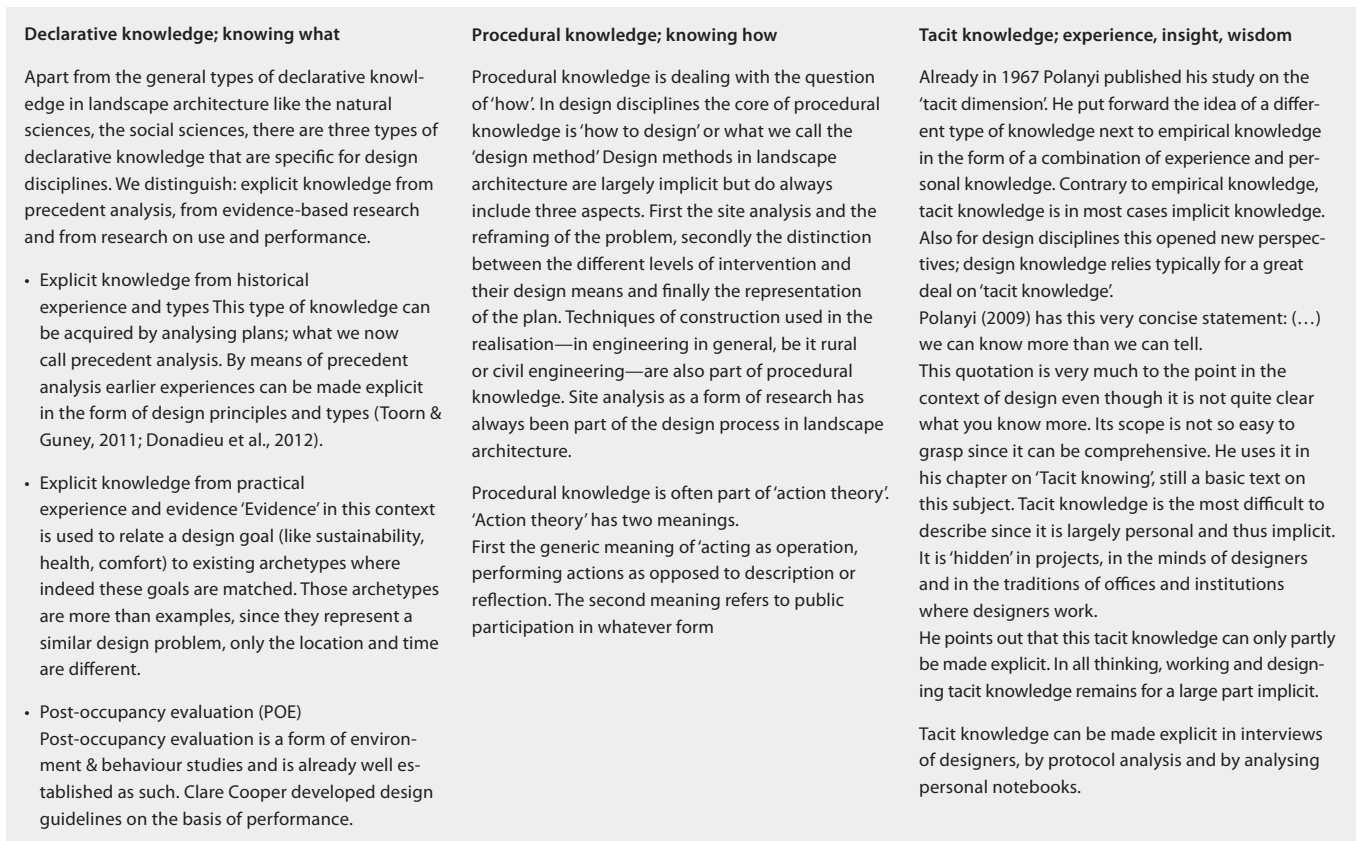 Declarative knowledge; knowing what
Apart from the general types of declarative knowl-
edge in landscape architecture like the natural
sciences, the social sciences, there are three types of
declarative knowledge that are specific for design
disciplines. We distinguish: explicit knowledge from
precedent analysis, from evidence-based research
and from research on use and performance.
• Explicit knowledge from historical
experience and types This type of knowledge can
be acquired by analysing plans; what we now
call precedent analysis. By means of precedent
analysis earlier experiences can be made explicit
in the form of design principles and types (Toorn &
Guney, 2011; Donadieu et al., 2012).
• Explicit knowledge from practical
experience and evidence ‘Evidence’ in this context
is used to relate a design goal (like sustainability,
health, comfort) to existing archetypes where
indeed these goals are matched. Those archetypes
are more than examples, since they represent a
similar design problem, only the location and time
are different.
• Post-occupancy evaluation (POE)
Post-occupancy evaluation is a form of environ-
ment & behaviour studies and is already well es-
tablished as such. Clare Cooper developed design
guidelines on the basis of performance.
Procedural knowledge; knowing how
Procedural knowledge is dealing with the question
of ‘how’. In design disciplines the core of procedural
knowledge is ‘how to design’ or what we call the
‘design method’ Design methods in landscape
architecture are largely implicit but do always
include three aspects. First the site analysis and the
reframing of the problem, secondly the distinction
between the different levels of intervention and
their design means and finally the representation
of the plan. Techniques of construction used in the
realisation—in engineering in general, be it rural
or civil engineering—are also part of procedural
knowledge. Site analysis as a form of research has
always been part of the design process in landscape
architecture.
Procedural knowledge is often part of ‘action theory’.
‘Action theory’ has two meanings.
First the generic meaning of ‘acting as operation,
performing actions as opposed to description or
reflection. The second meaning refers to public
participation in whatever form
Tacit knowledge; experience, insight, wisdom
Already in 1967 Polanyi published his study on the
‘tacit dimension’. He put forward the idea of a differ-
ent type of knowledge next to empirical knowledge
in the form of a combination of experience and per-
sonal knowledge. Contrary to empirical knowledge,
tacit knowledge is in most cases implicit knowledge.
Also for design disciplines this opened new perspec-
tives; design knowledge relies typically for a great
deal on ‘tacit knowledge’.
Polanyi (2009) has this very concise statement: (…)
we can know more than we can tell.
This quotation is very much to the point in the
context of design even though it is not quite clear
what you know more. Its scope is not so easy to
grasp since it can be comprehensive. He uses it in
his chapter on ‘Tacit knowing’, still a basic text on
this subject. Tacit knowledge is the most difficult to
describe since it is largely personal and thus implicit.
It is ‘hidden’ in projects, in the minds of designers
and in the traditions of offices and institutions
where designers work.
He points out that this tacit knowledge can only partly
be made explicit. In all thinking, working and design-
ing tacit knowledge remains for a large part implicit.
Tacit knowledge can be made explicit in interviews
of designers, by protocol analysis and by analysing
personal notebooks.